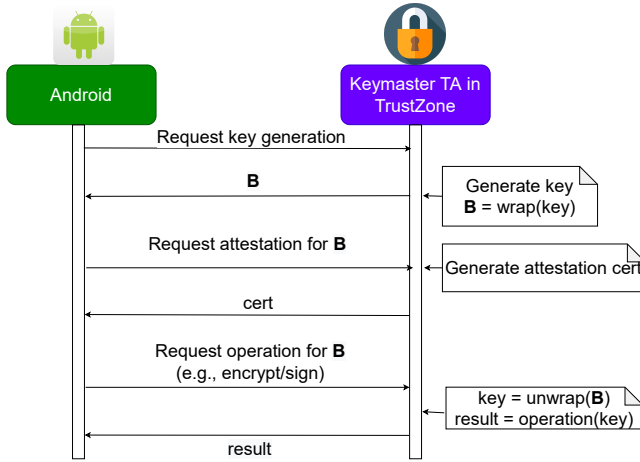 Android
Keymaster TA in
TrustZone
Request key generation
B
Generate key
B = wrap(key)
Request attestation for B
Generate attestation cert
cert
Request operation for B
(e.g., encrypt/sign)
key = unwrap(B)
result = operation(key)
result